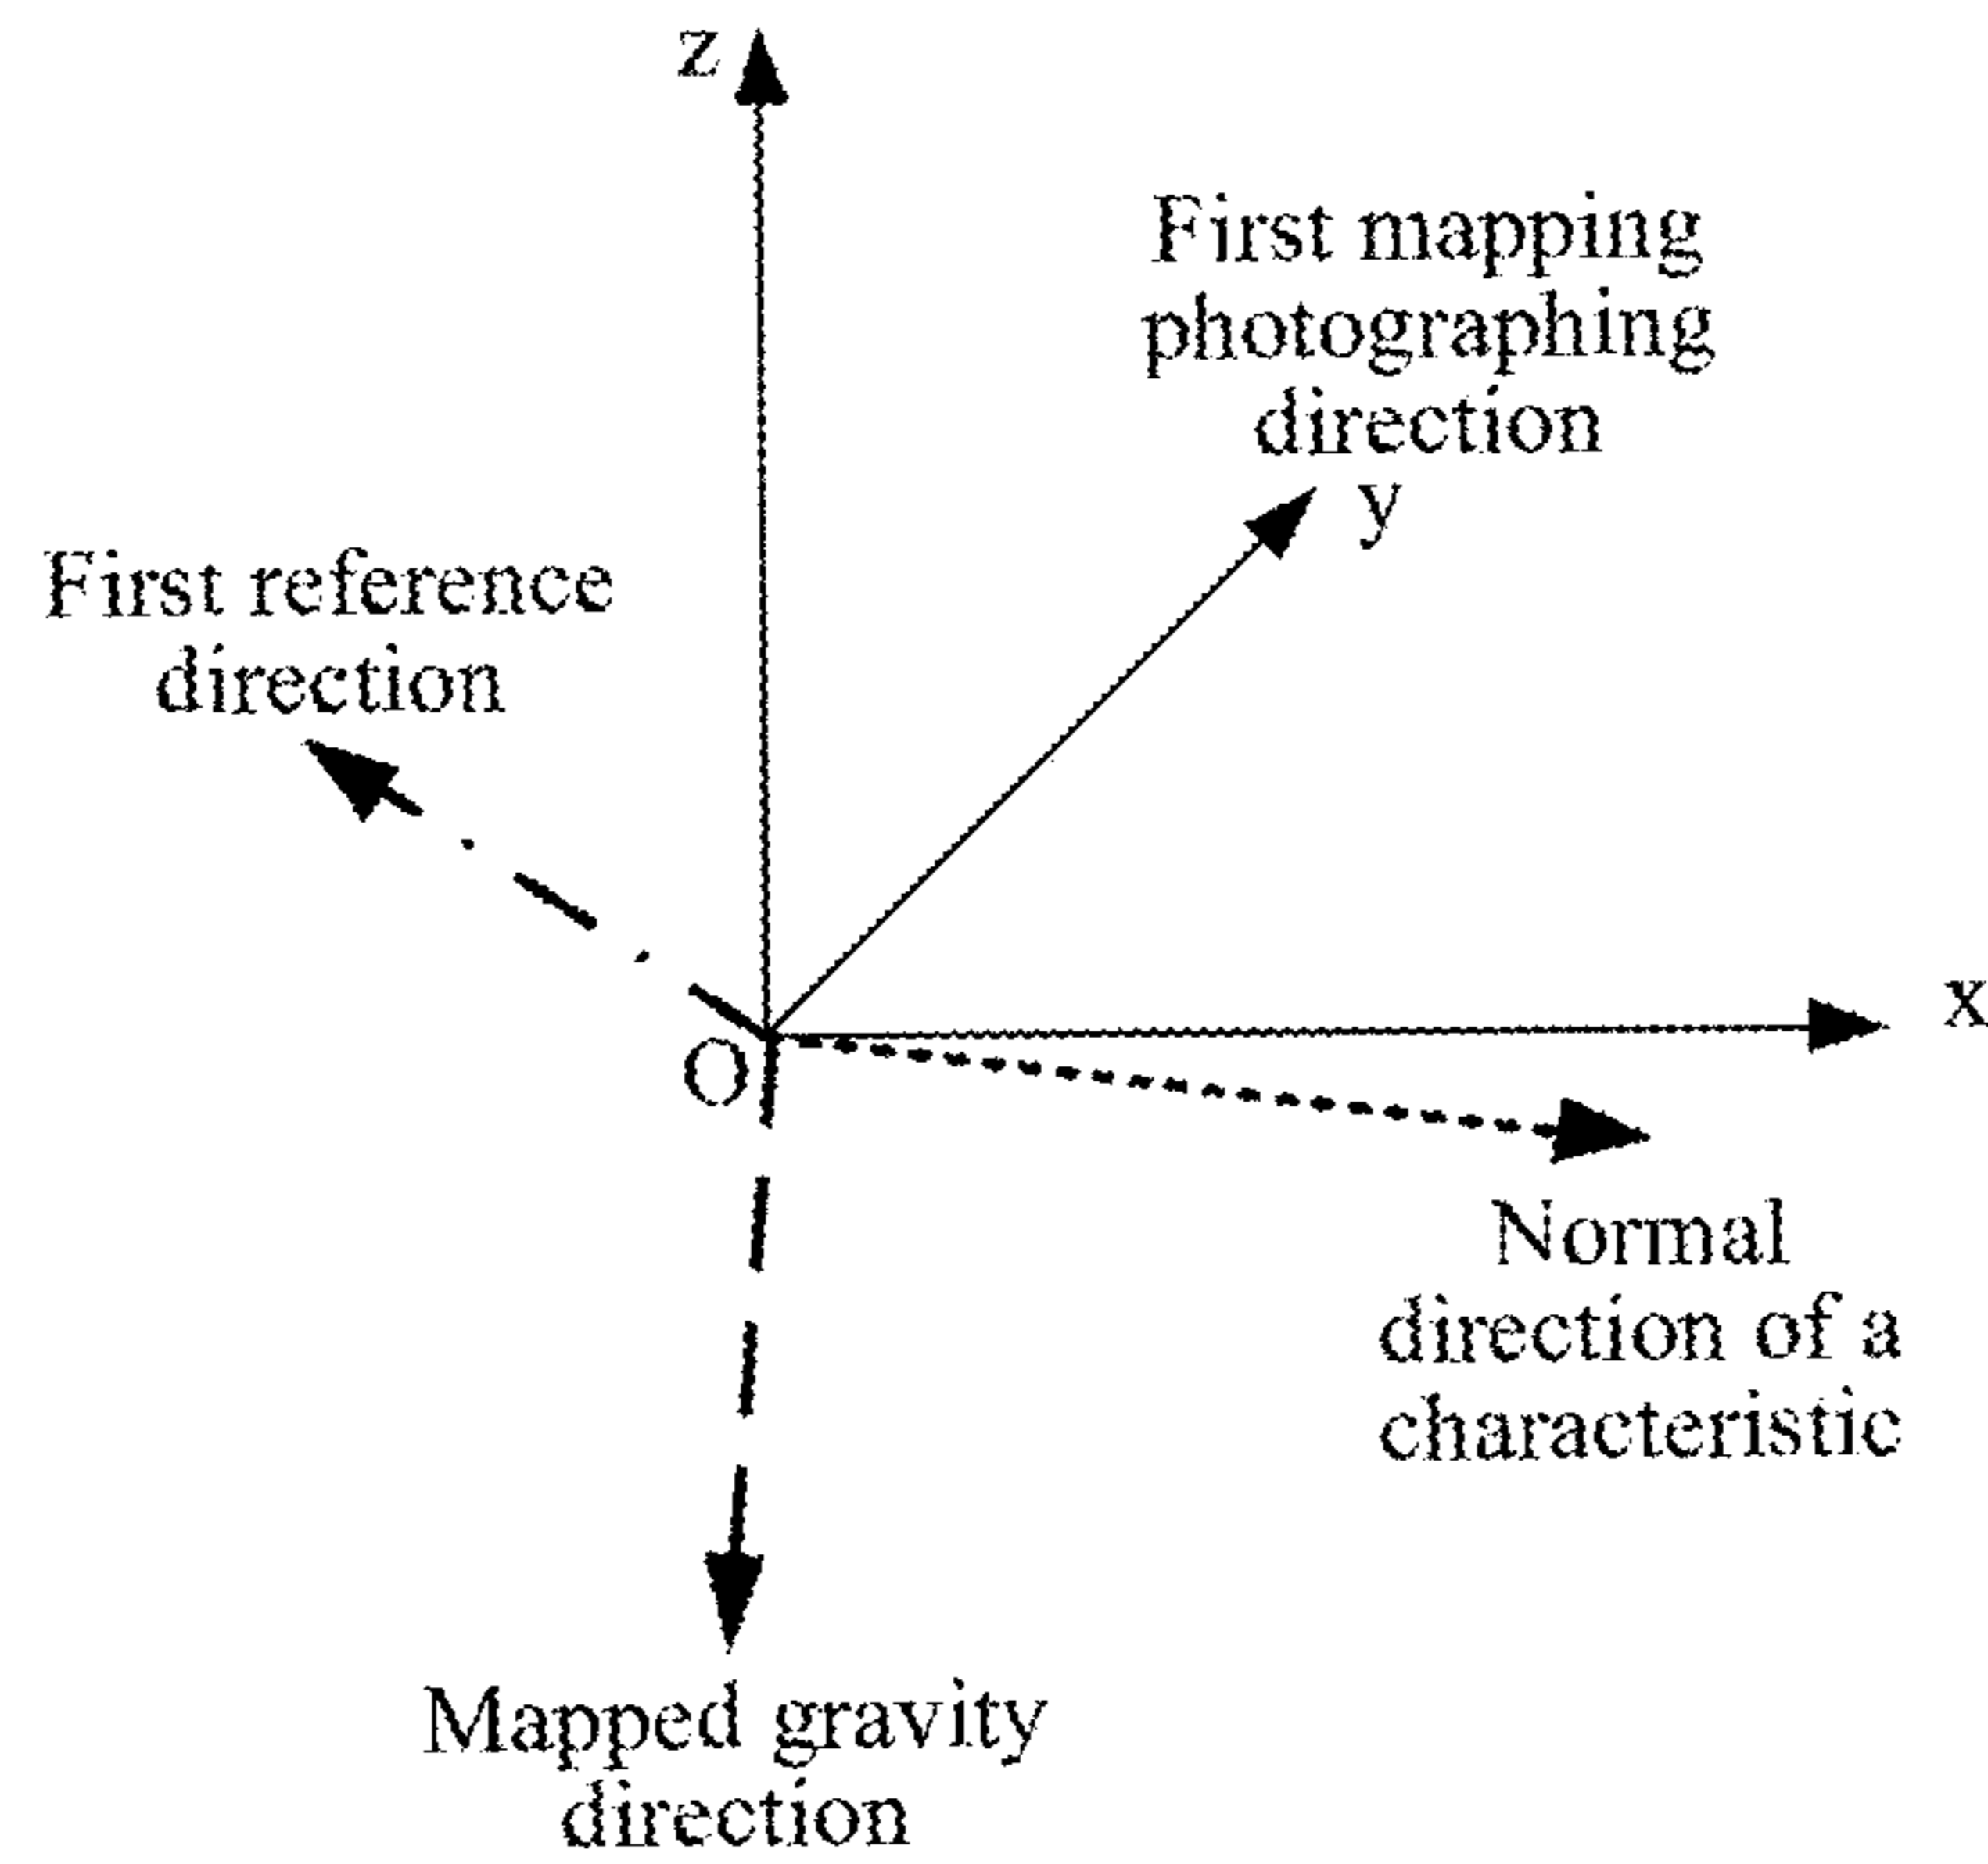 z
First mapping
photographing
direction
y
First reference
direction
x
O
Normal
direction of a
characteristic
Mapped gravity
direction